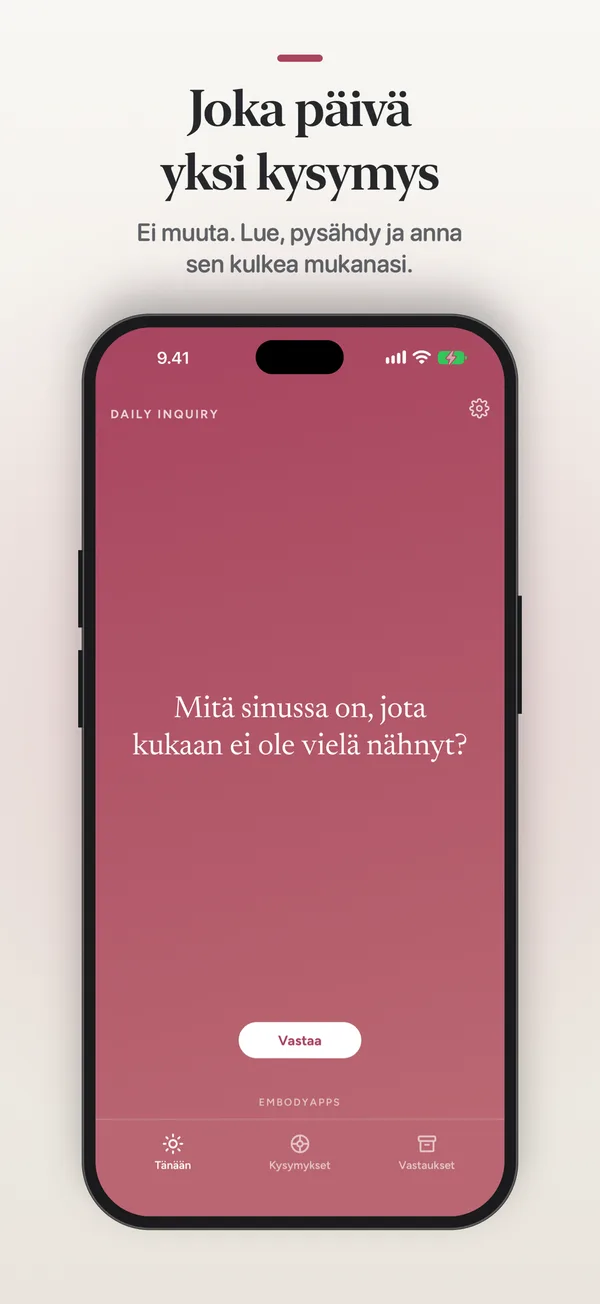 Joka päivä
yksi kysymys
Ei muuta. Lue, pysähdy ja anna
sen kulkea mukanasi.
9.41
DAILY INQUIRY
Mitä sinussa on, jota
kukaan ei ole vielä nähnyt?
Vastaa
EMBODYAPPS
Tänään Kysymykset Vastaukset